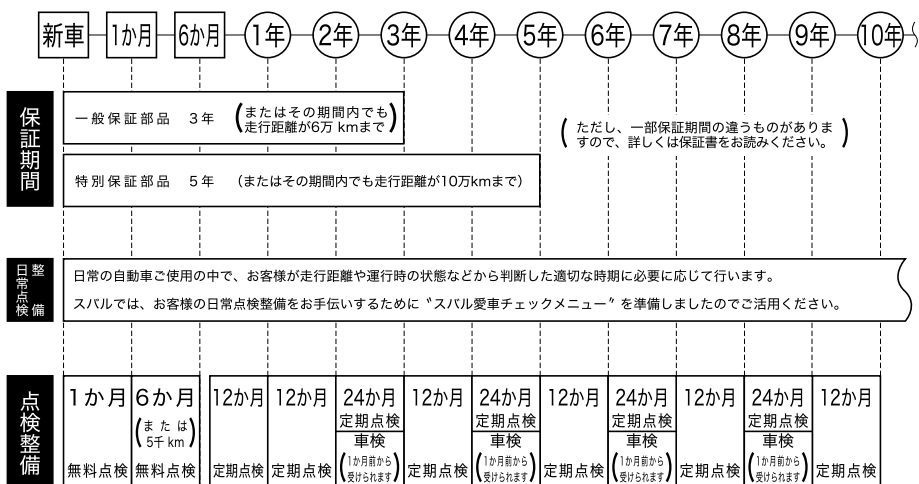 新車 1か月 6か月 1年 2年 3年 4年 5年 6年 7年 8年 9年 10年
保証期間
一般保証部品 3年 (またはその期間内でも
走行距離が6万kmまで)
(ただし、一部保証期間の違うものがありま
すので、詳しくは保証書をお読みください。)
特別保証部品 5年 (またはその期間内でも走行距離が10万kmまで)
日常点検
整備
日常の自動車ご使用の中で、お客様が走行距離や運行時の状態などから判断した適切な時期に必要に応じて行います。
スバルでは、お客様の日常点検整備をお手伝いするために〝スバル愛車チェックメニュー〟を準備しましたのでご活用ください。
点検整備
1か月
無料点検
6か月
(または
5千km)
無料点検
12か月
定期点検
12か月
定期点検
24か月
定期点検
車検
(1か月前から
受けられます)
12か月
定期点検
24か月
定期点検
車検
(1か月前から
受けられます)
12か月
定期点検
24か月
定期点検
車検
(1か月前から
受けられます)
12か月
定期点検
24か月
定期点検
車検
(1か月前から
受けられます)
12か月
定期点検